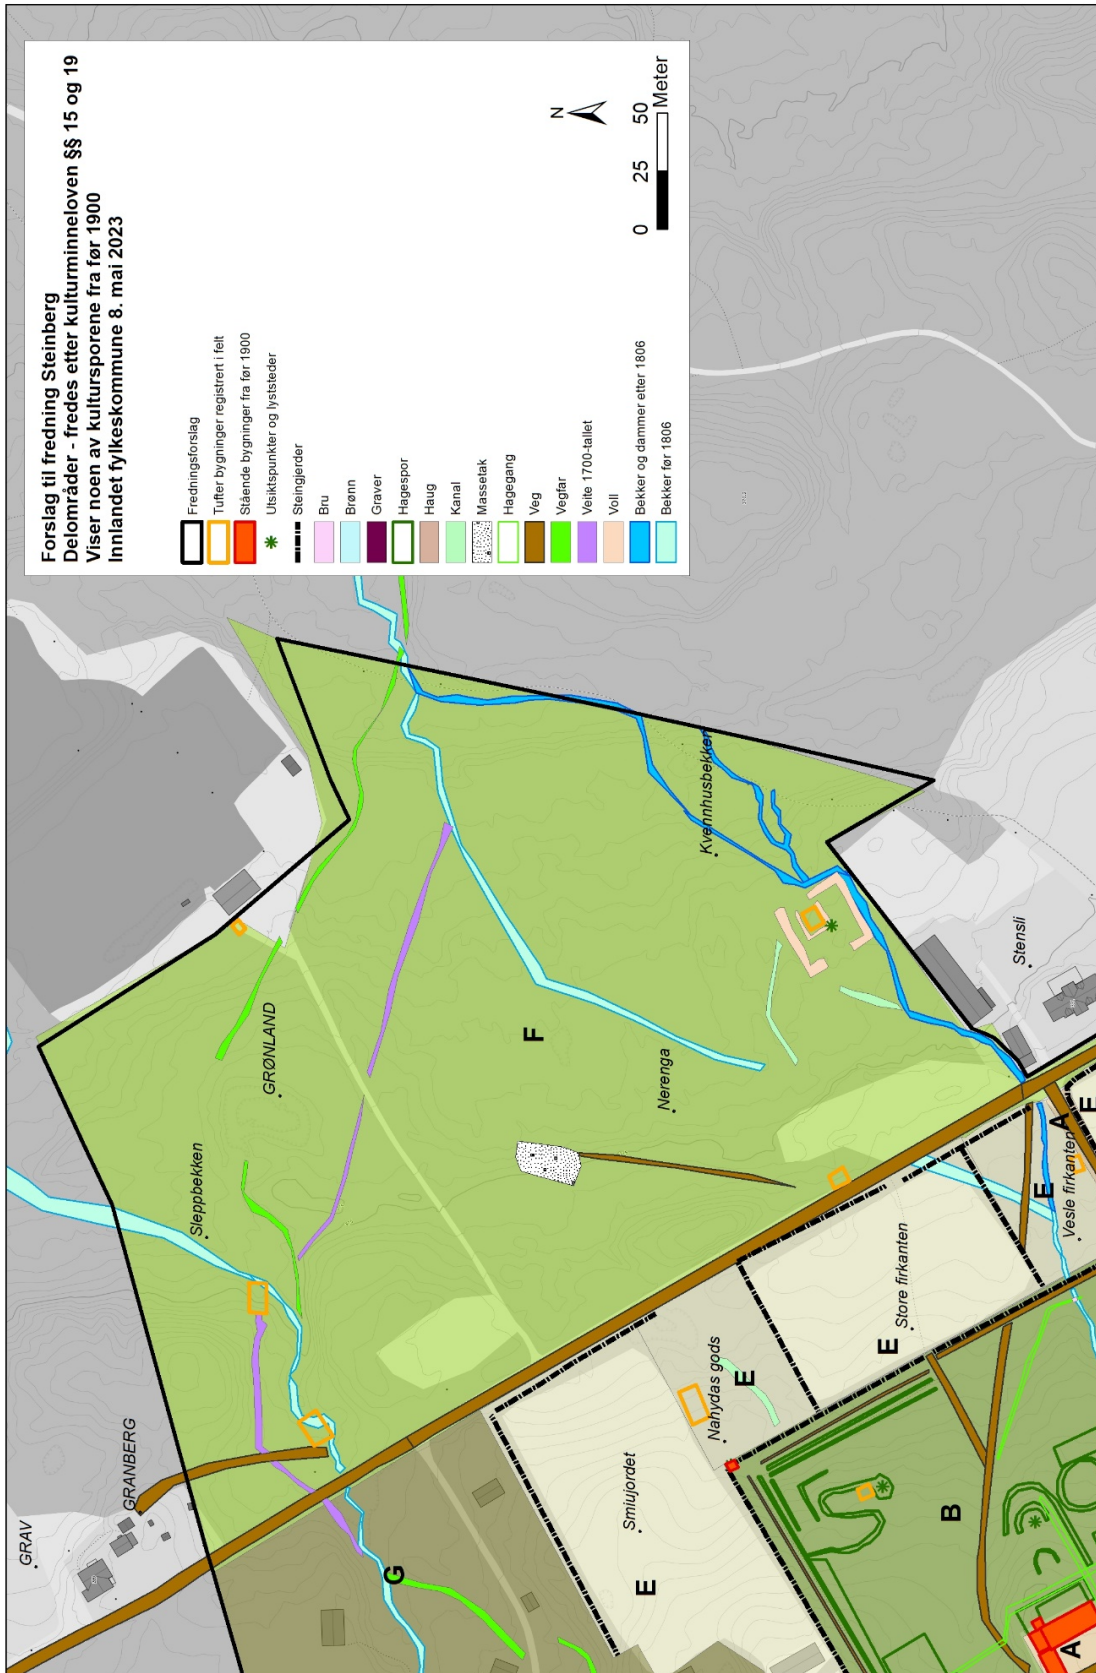 Forslag til fredning Steinberg
Delområder - fredes etter kulturminneloven §§ 15 og 19
Viser noen av kultursporene fra før 1900
Innlandet fylkeskommune 8. mai 2023
Fredningsforslag
Tufter bygninger registrert i felt
Stående bygninger fra før 1900
Utsiktspunkter og lyststeder
Steingjerder
Bru
Brønn
Graver
Hagespor
Haug
Kanal
Massetak
Hagegang
Veg
Vegfar
Veite 1700-tallet
Voll
Bekker og dammer etter 1806
Bekker før 1806
N
0 25 50
Meter
GRAV
GRANBERG
Sleppbekken
GRØNLAND
G
F
Kvennhusbekken
Nerenga
Smiujordet
E
Nahydas gods
E
Store firkanten
E
Stensli
B
E
Vesle firkanten
A
E
A